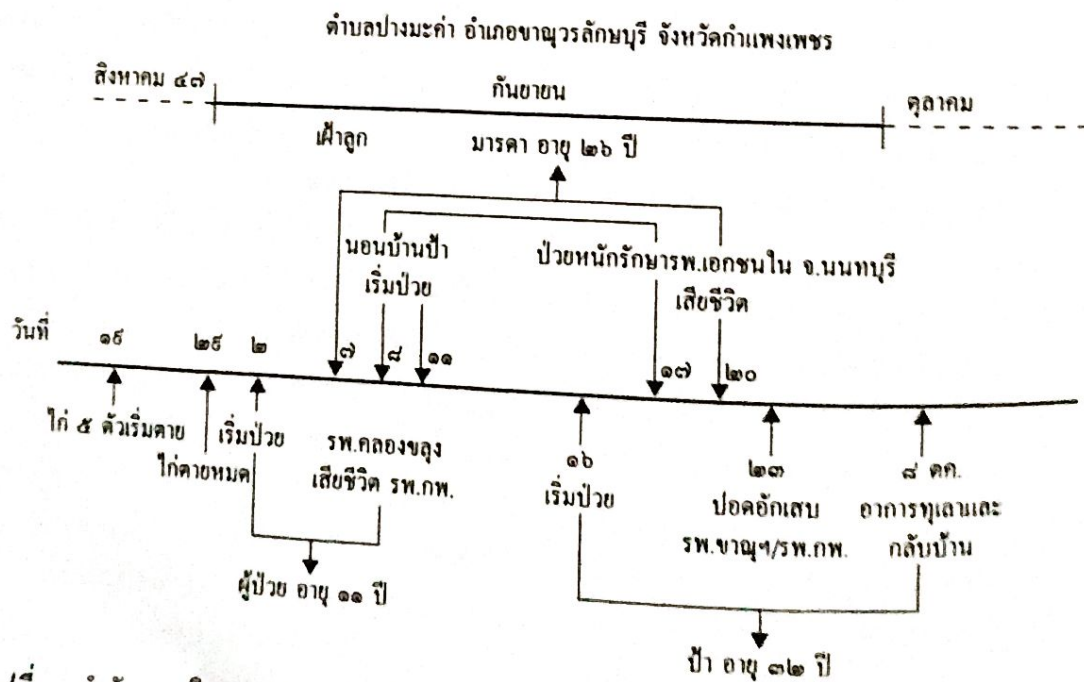 ตำบลปางมะค่า อำเภอขาณุวรลักษบุรี จังหวัดกำแพงเพชร
สิงหาคม ๔๗
กันยายน
ตุลาคม
เฝ้าลูก
มารดา อายุ ๒๖ ปี
นอนบ้านป้า
เริ่มป่วย
ป่วยหนักรักษารพ.เอกชนใน จ.นนทบุรี
เสียชีวิต
วันที่
๑๙
๒๙
๒
๗
๘
๑๑
๑๗
๒๐
ไก่ ๕ ตัวเริ่มตาย
ไก่ตายหมด
เริ่มป่วย
รพ.คลองขลุง
เสียชีวิต รพ.กพ.
ผู้ป่วย อายุ ๑๑ ปี
๑๖
เริ่มป่วย
๒๓
ปอดอักเสบ
รพ.ขาณุฯ/รพ.กพ.
๘ ตค.
อาการทุเลาและ
กลับบ้าน
ป้า อายุ ๓๒ ปี